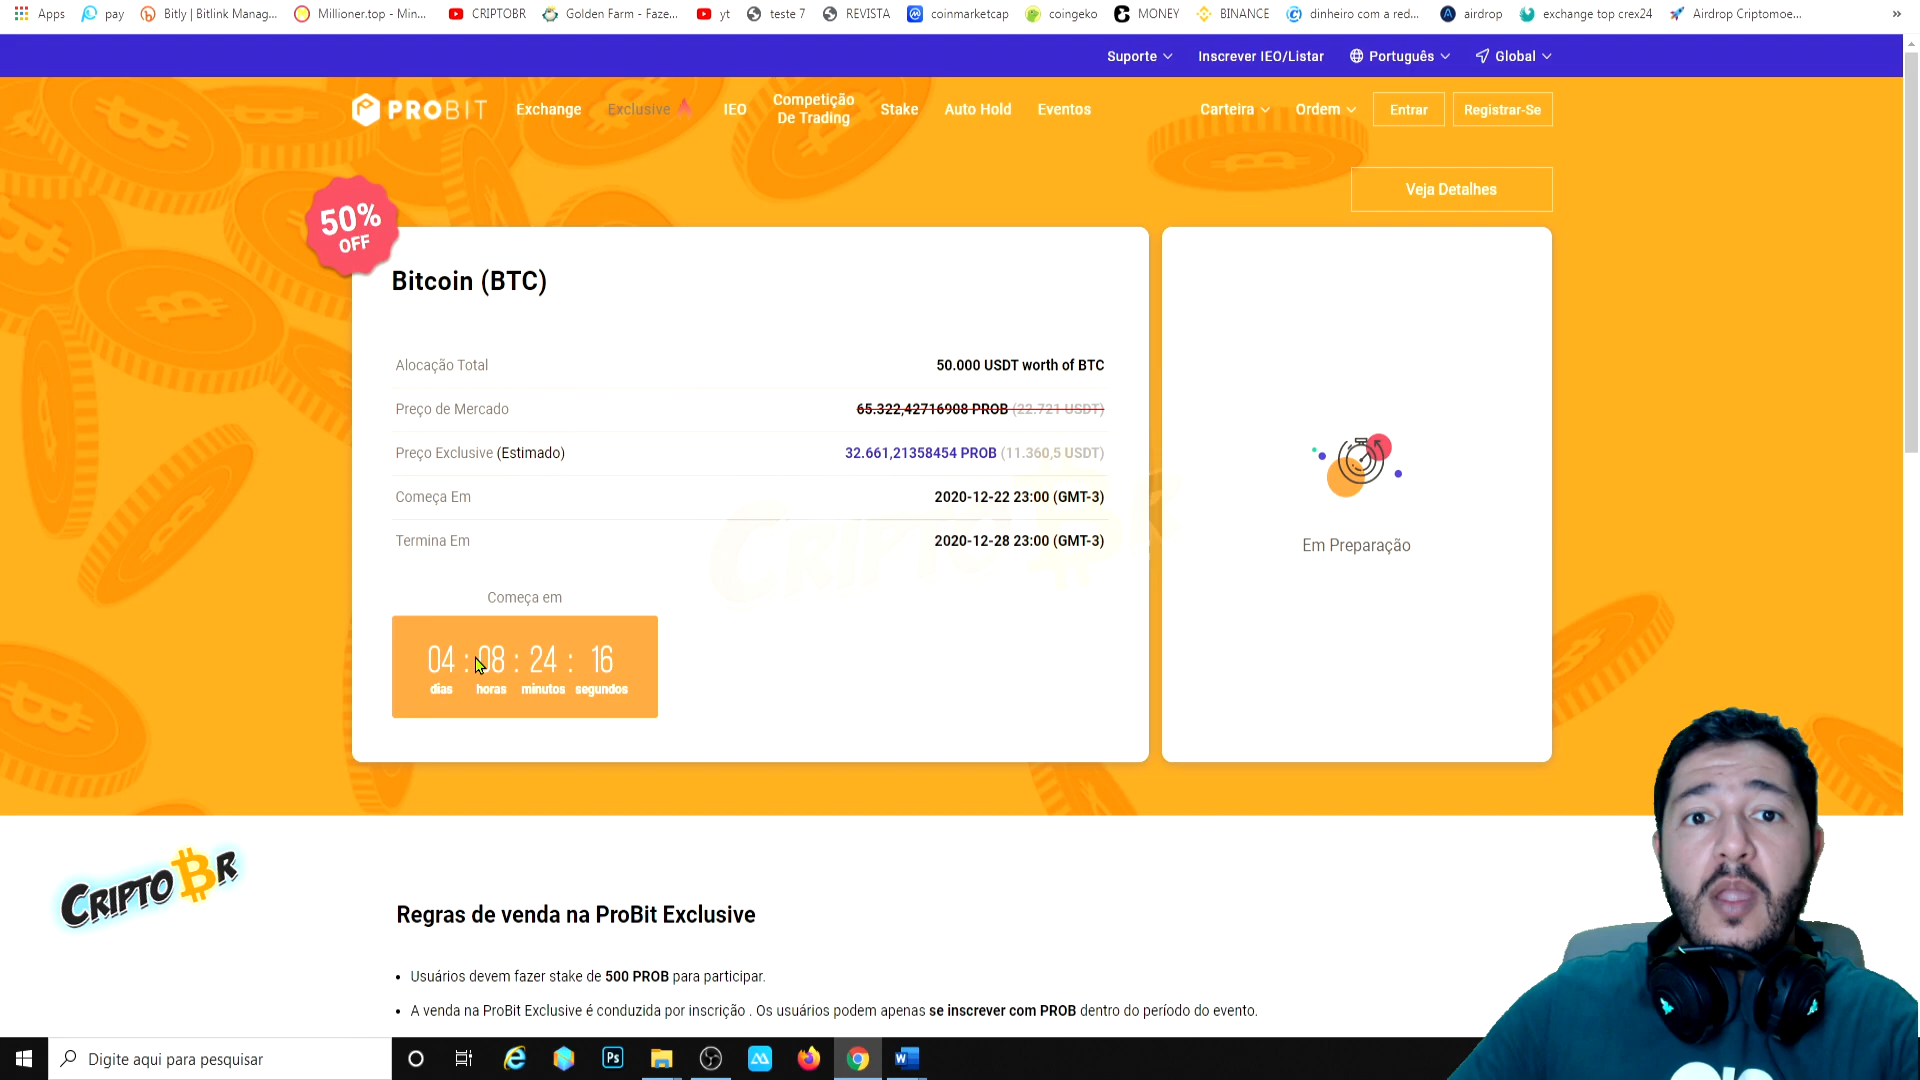 Apps
pay
Bitly | Bitlink Manag...
Millioner.top - Min...
CRIPTOBR
Golden Farm - Faze...
yt
teste 7
REVISTA
coinmarketcap
coingeko
MONEY
BINANCE
dinheiro com a red...
airdrop
exchange top crex24
Airdrop Criptomoe...
»
Suporte
Inscrever IEO/Listar
Português
Global
PROBIT
Exchange
Exclusive
IEO
Competição
De Trading
Stake
Auto Hold
Eventos
Carteira
Ordem
Entrar
Registrar-Se
Veja Detalhes
50%
OFF
Bitcoin (BTC)
Alocação Total
50.000 USDT worth of BTC
Preço de Mercado
65.322,42716908 PROB (22.721 USDT)
Preço Exclusive (Estimado)
32.661,21358454 PROB (11.360,5 USDT)
Começa Em
2020-12-22 23:00 (GMT-3)
Termina Em
2020-12-28 23:00 (GMT-3)
Começa em
04 : 08 : 24 : 16
dias horas minutos segundos
Em Preparação
CRIPTOBR
CRIPTOBR
Regras de venda na ProBit Exclusive
• Usuários devem fazer stake de 500 PROB para participar.
• A venda na ProBit Exclusive é conduzida por inscrição . Os usuários podem apenas se inscrever com PROB dentro do período do evento.
Digite aqui para pesquisar
Ps
W